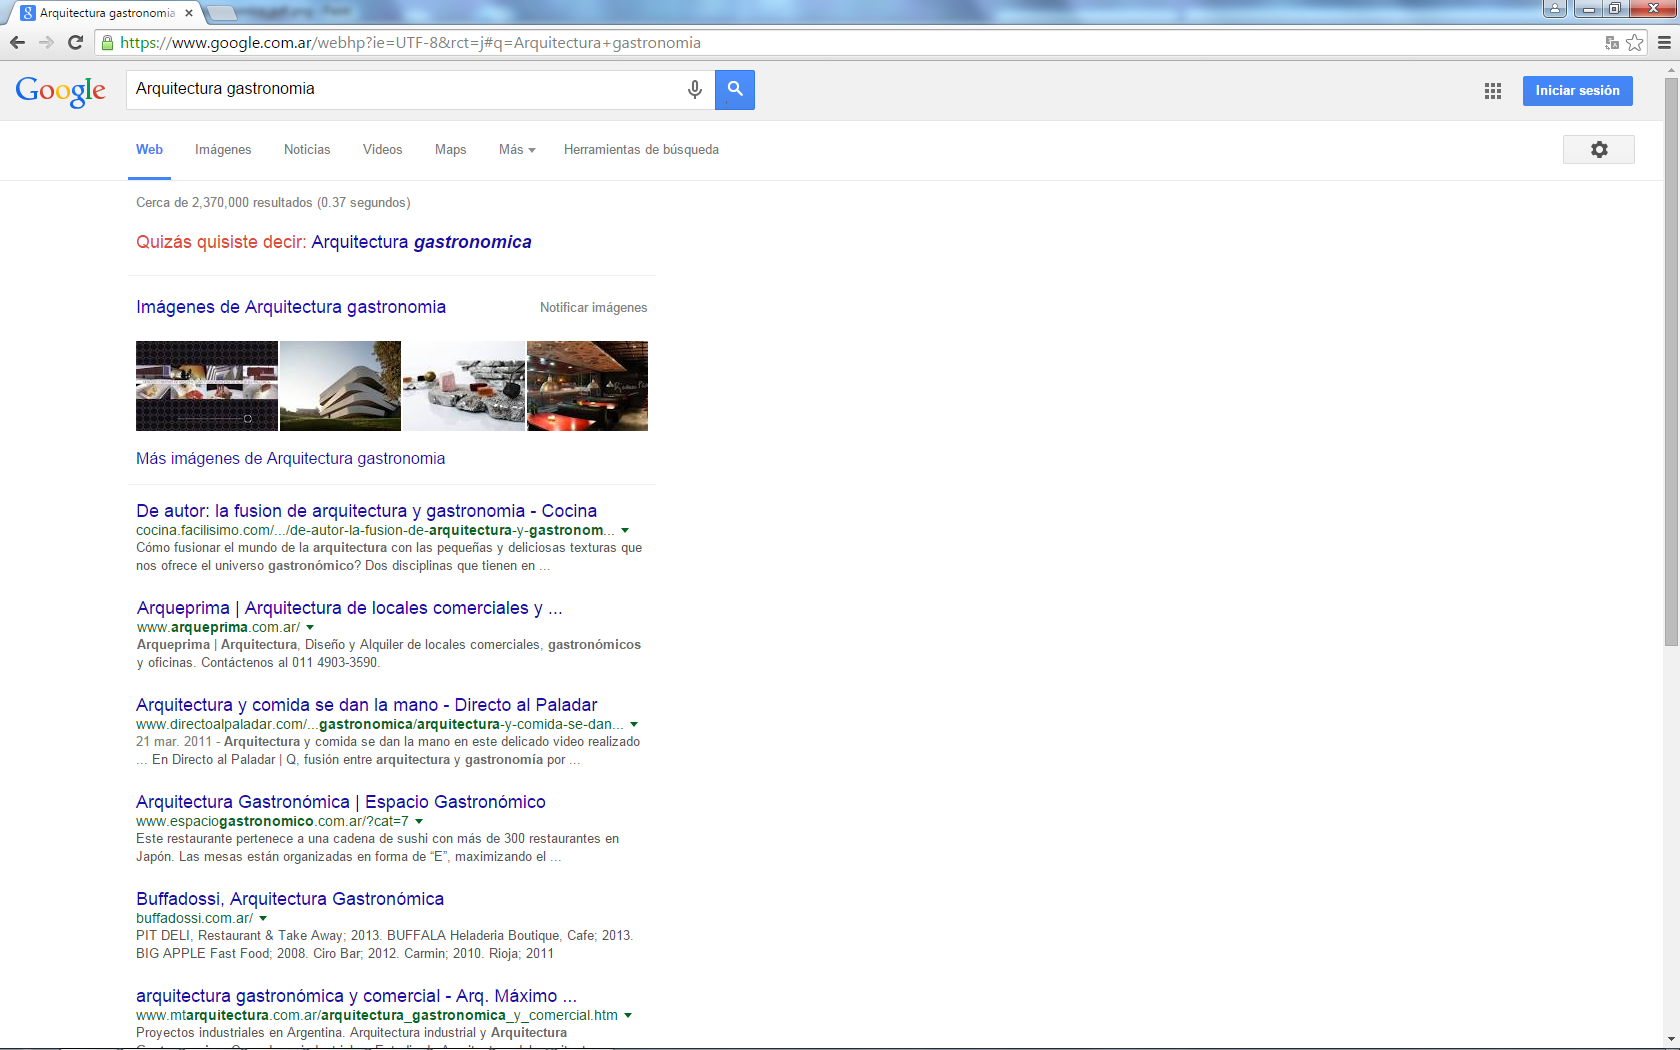 Arquitectura gastronomia
https://www.google.com.ar/webhp?ie=UTF-8&rct=j#q=Arquitectura+gastronomia
Google
Arquitectura gastronomia
Iniciar sesión
Web Imágenes Noticias Videos Maps Más Herramientas de búsqueda
Cerca de 2,370,000 resultados (0.37 segundos)
Quizás quisiste decir: Arquitectura gastronomica
Imágenes de Arquitectura gastronomia Notificar imágenes
Más imágenes de Arquitectura gastronomia
De autor: la fusion de arquitectura y gastronomia - Cocina
cocina.facilisimo.com/.../de-autor-la-fusion-de-arquitectura-y-gastronom...
Cómo fusionar el mundo de la arquitectura con las pequeñas y deliciosas texturas que
nos ofrece el universo gastronómico? Dos disciplinas que tienen en ...
Arqueprima | Arquitectura de locales comerciales y ...
www.arqueprima.com.ar/
Arqueprima | Arquitectura, Diseño y Alquiler de locales comerciales, gastronómicos
y oficinas. Contáctenos al 011 4903-3590.
Arquitectura y comida se dan la mano - Directo al Paladar
www.directoalpaladar.com/...gastronomica/arquitectura-y-comida-se-dan...
21 mar. 2011 - Arquitectura y comida se dan la mano en este delicado video realizado
... En Directo al Paladar | Q, fusión entre arquitectura y gastronomía por ...
Arquitectura Gastronómica | Espacio Gastronómico
www.espaciogastronomico.com.ar/?cat=7
Este restaurante pertenece a una cadena de sushi con más de 300 restaurantes en
Japón. Las mesas están organizadas en forma de “E”, maximizando el ...
Buffadossi, Arquitectura Gastronómica
buffadossi.com.ar/
PIT DELI, Restaurant & Take Away; 2013. BUFFALA Heladeria Boutique, Cafe; 2013.
BIG APPLE Fast Food; 2008. Ciro Bar; 2012. Carmin; 2010. Rioja; 2011
arquitectura gastronómica y comercial - Arq. Máximo ...
www.mtarquitectura.com.ar/arquitectura_gastronomica_y_comercial.htm
Proyectos industriales en Argentina. Arquitectura industrial y Arquitectura